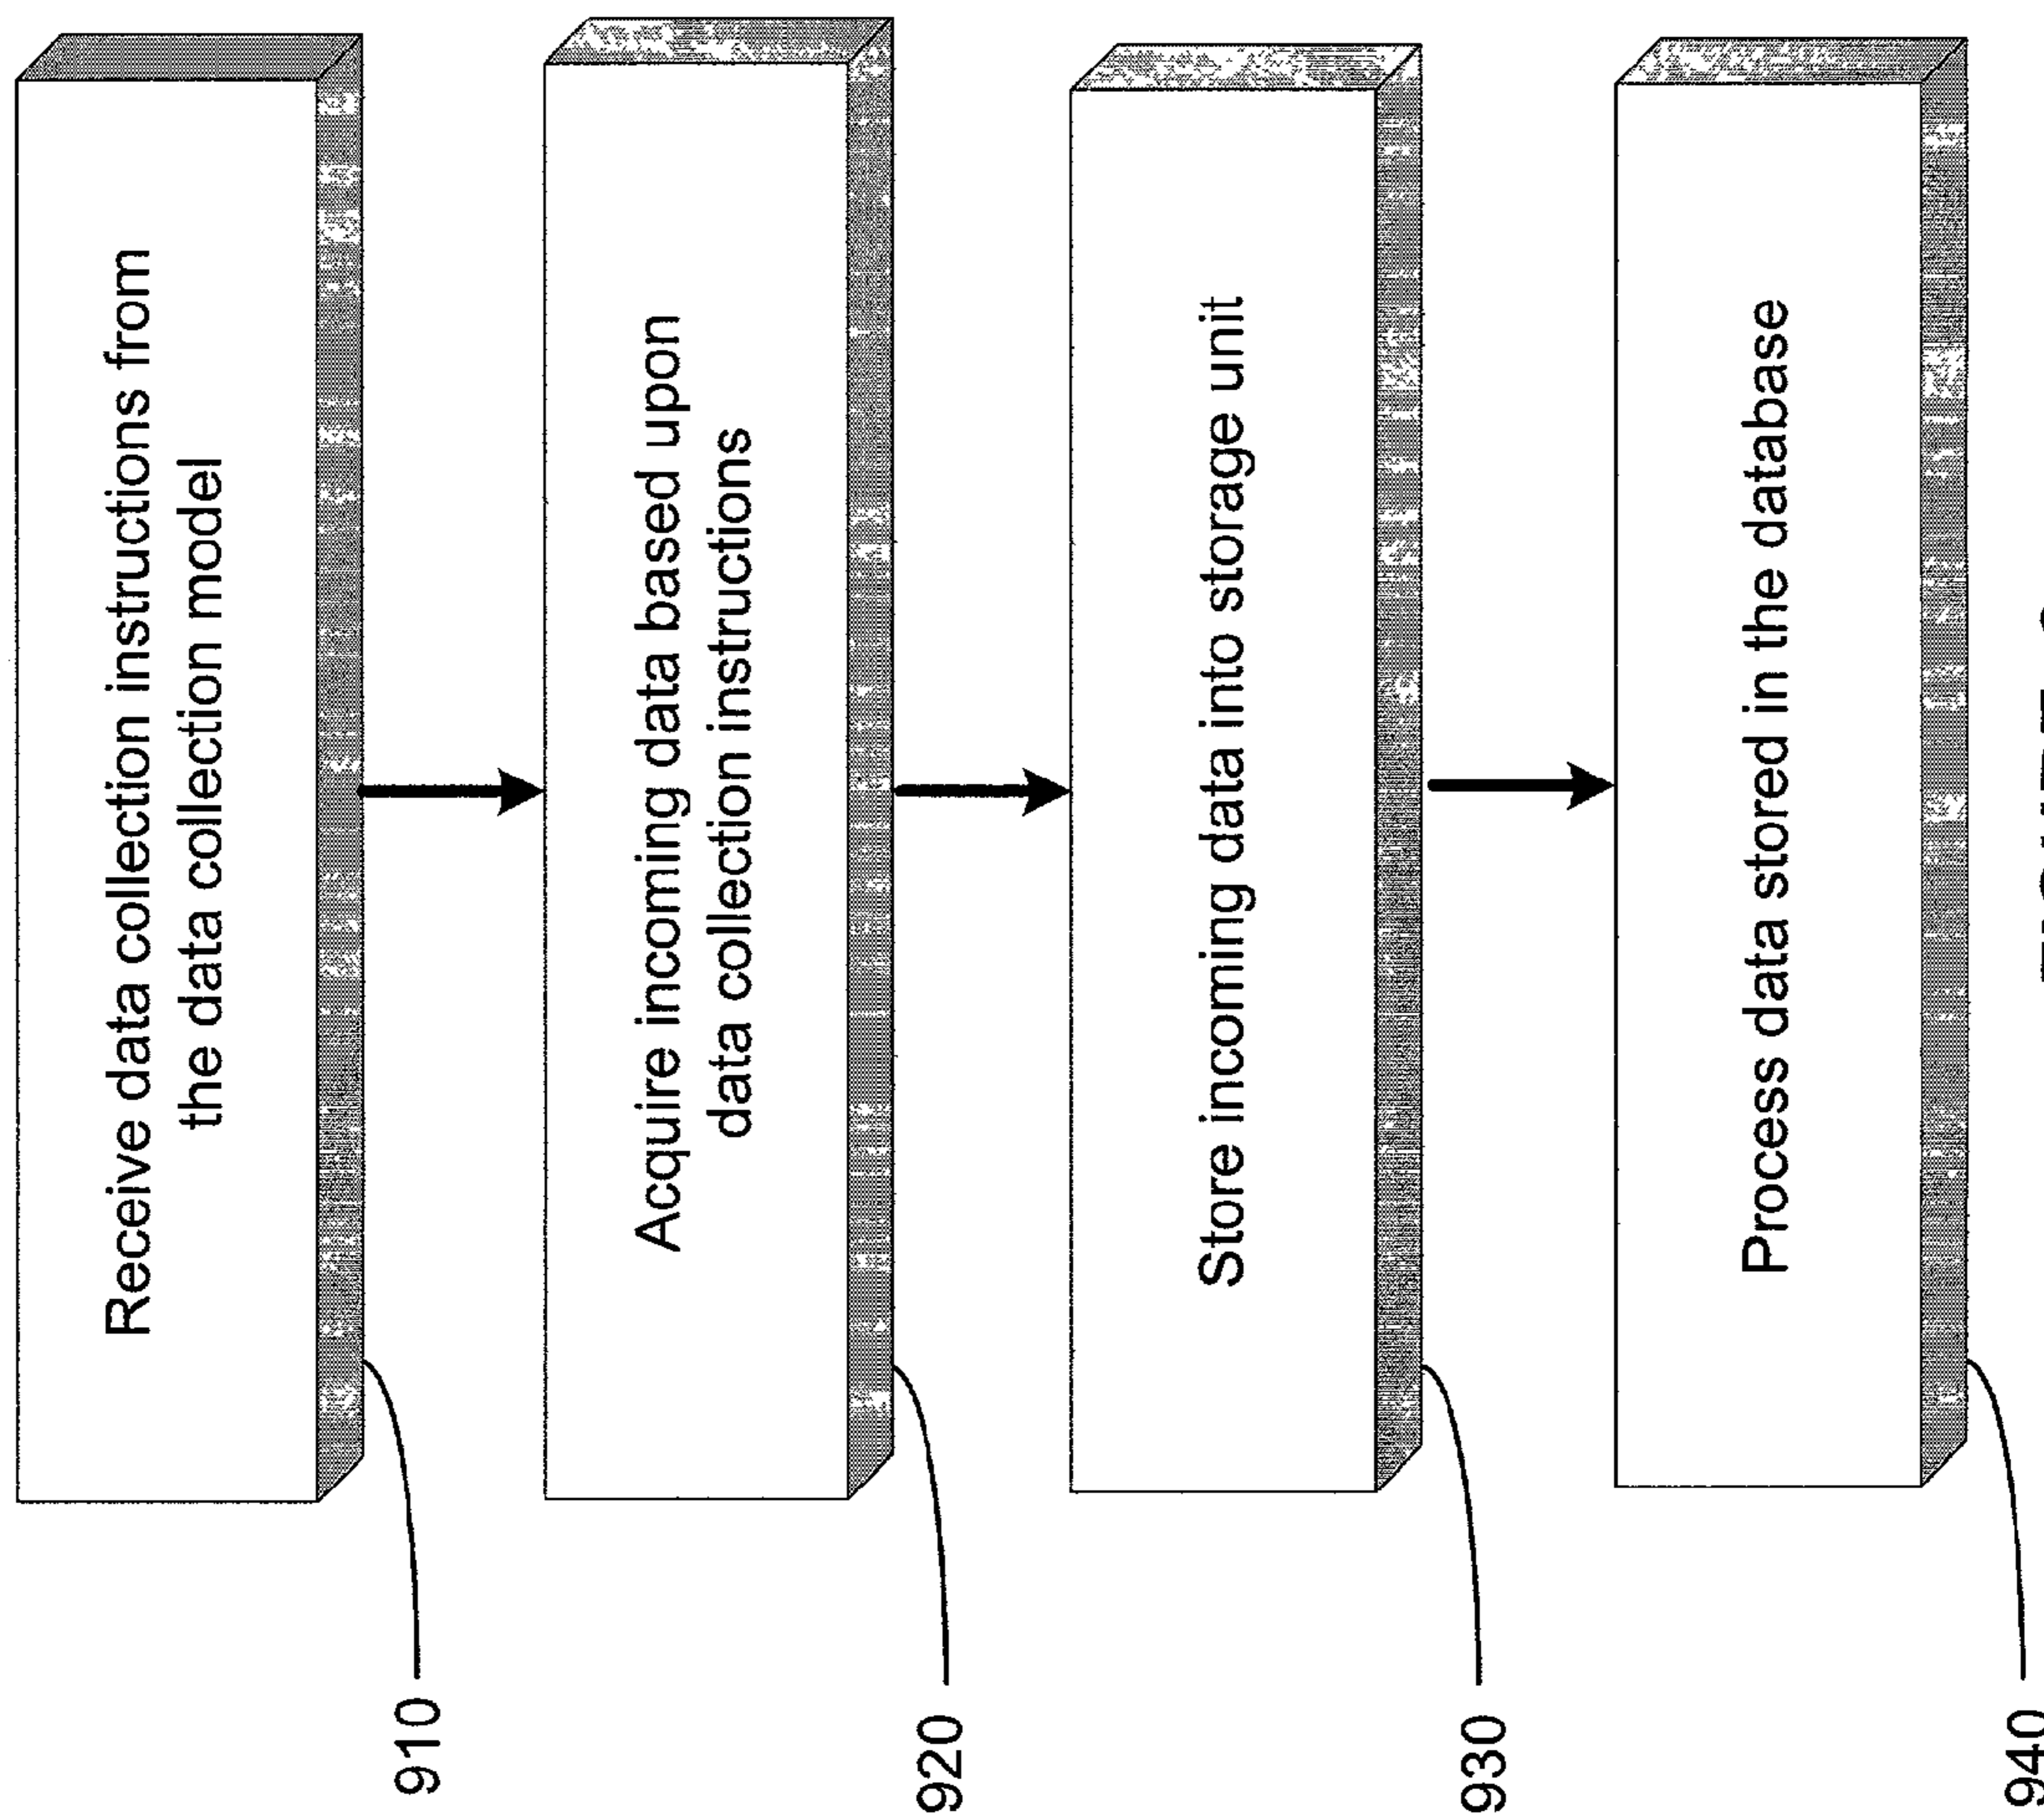 Receive data collection instructions from
the data collection model
910
Acquire incoming data based upon
data collection instructions
920
Store incoming data into storage unit
930
Process data stored in the database
940